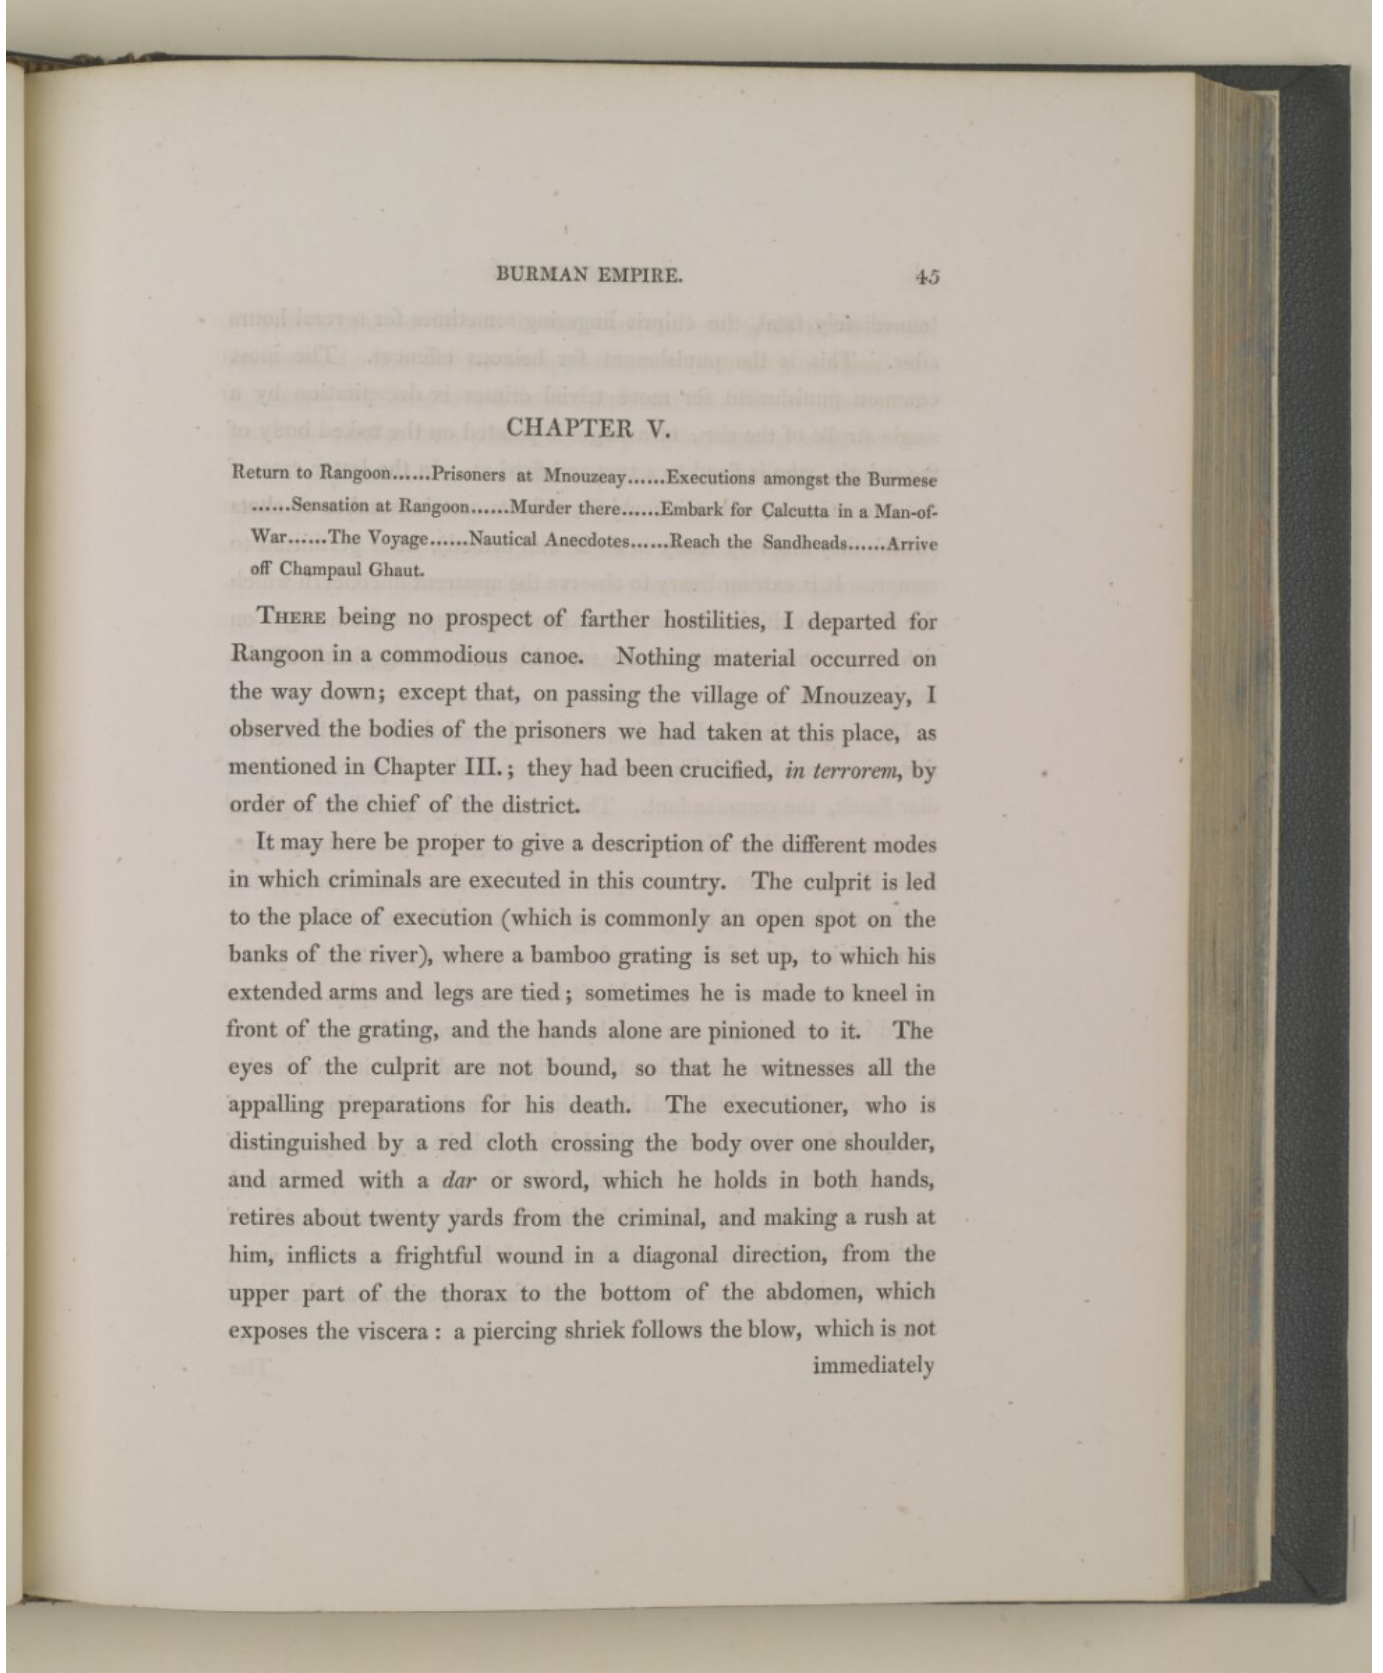 BURMAN EMPIRE. 45
CHAPTER V.
Return to Rangoon......Prisoners at Mnouzeay......Executions amongst the Burmese
......Sensation at Rangoon......Murder there......Embark for Calcutta in a Man-of-
War......The Voyage......Nautical Anecdotes......Reach the Sandheads......Arrive
off Champaul Ghaut.
THERE being no prospect of farther hostilities, I departed for
Rangoon in a commodious canoe. Nothing material occurred on
the way down; except that, on passing the village of Mnouzeay, I
observed the bodies of the prisoners we had taken at this place, as
mentioned in Chapter III.; they had been crucified, in terrorem, by
order of the chief of the district.
It may here be proper to give a description of the different modes
in which criminals are executed in this country. The culprit is led
to the place of execution (which is commonly an open spot on the
banks of the river), where a bamboo grating is set up, to which his
extended arms and legs are tied; sometimes he is made to kneel in
front of the grating, and the hands alone are pinioned to it. The
eyes of the culprit are not bound, so that he witnesses all the
appalling preparations for his death. The executioner, who is
distinguished by a red cloth crossing the body over one shoulder,
and armed with a dar or sword, which he holds in both hands,
retires about twenty yards from the criminal, and making a rush at
him, inflicts a frightful wound in a diagonal direction, from the
upper part of the thorax to the bottom of the abdomen, which
exposes the viscera : a piercing shriek follows the blow, which is not
immediately